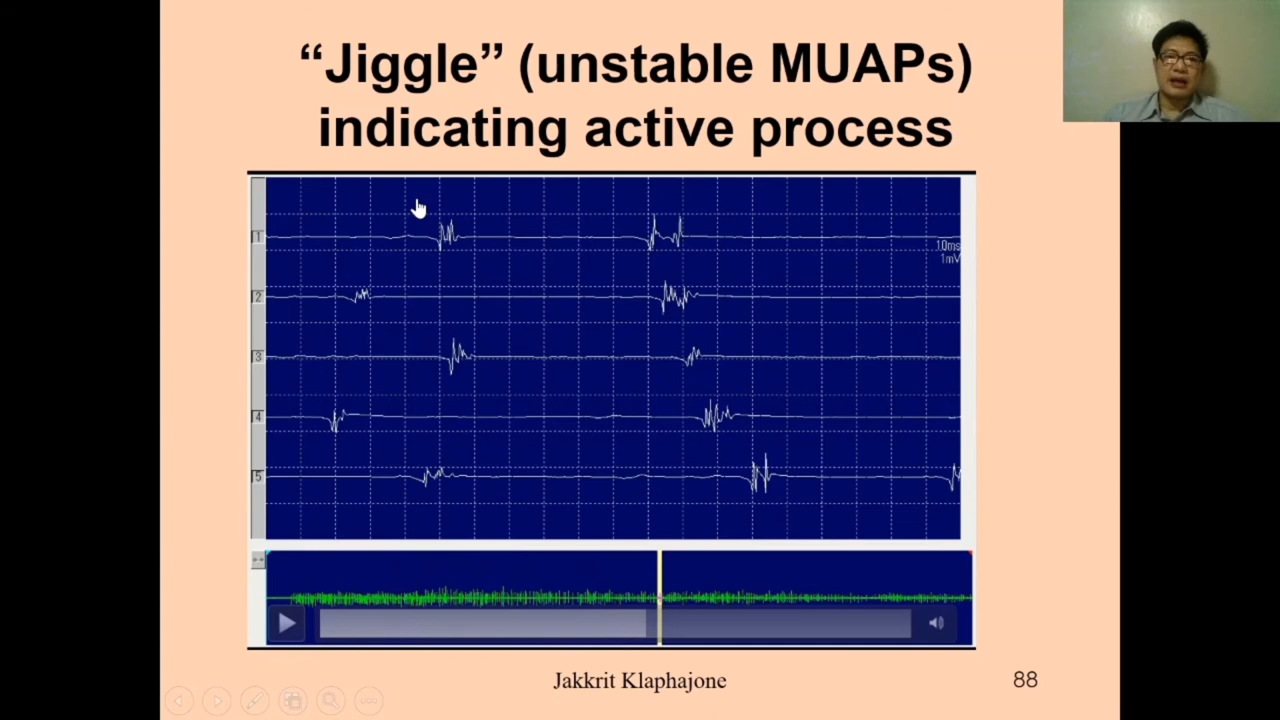 “Jiggle” (unstable MUAPs)
indicating active process
1
10ms
1mV
2
3
4
5
Jakkrit Klaphajone
88